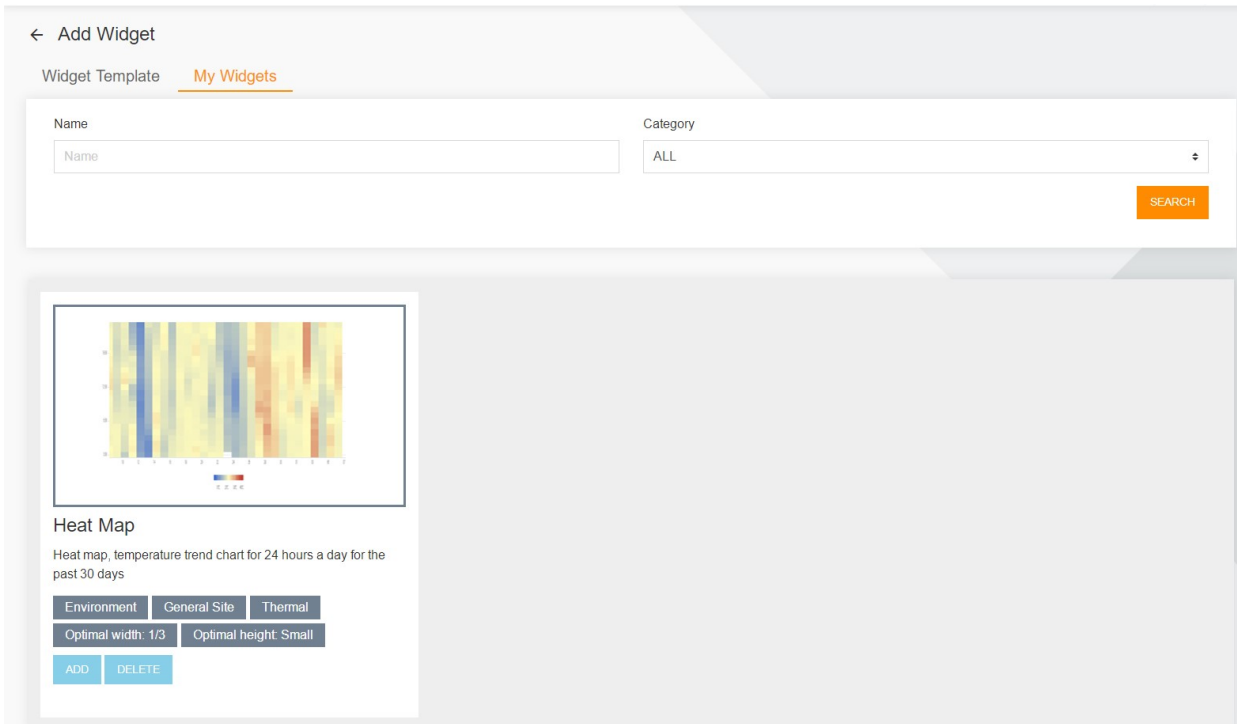 ← Add Widget
Widget Template My Widgets
Name Category
Name ALL
SEARCH
Heat Map
Heat map, temperature trend chart for 24 hours a day for the
past 30 days
Environment General Site Thermal
Optimal width: 1/3 Optimal height: Small
ADD DELETE